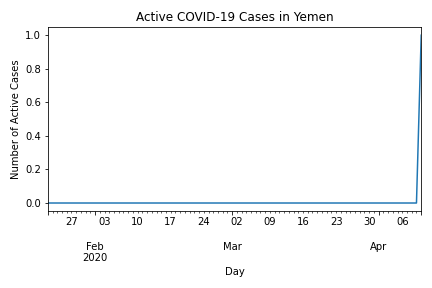 Active COVID-19 Cases in Yemen
Number of Active Cases
1.0
0.8
0.6
0.4
0.2
0.0
27 03 10 17 24 02 09 16 23 30 06
Feb Mar Apr
2020
Day